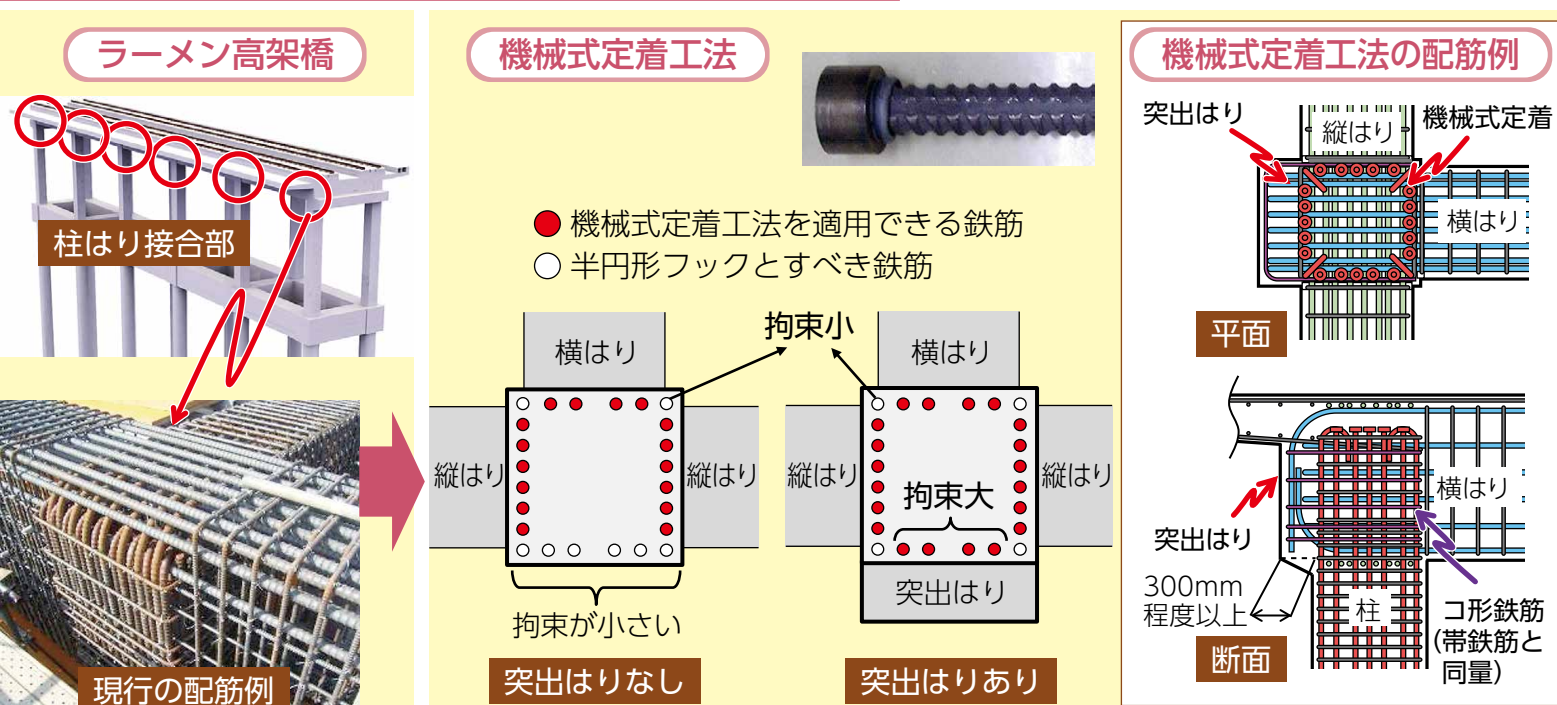 ラーメン高架橋
柱はり接合部
現行の配筋例
機械式定着工法
機械式定着工法を適用できる鉄筋
半円形フックとすべき鉄筋
拘束小
横はり
縦はり
縦はり
拘束が小さい
突出はりなし
横はり
縦はり
縦はり
拘束大
突出はり
突出はりあり
機械式定着工法の配筋例
突出はり
縦はり
機械式定着
横はり
平面
横はり
突出はり
300mm
程度以上
柱
コ形鉄筋
(帯鉄筋と
同量)
断面